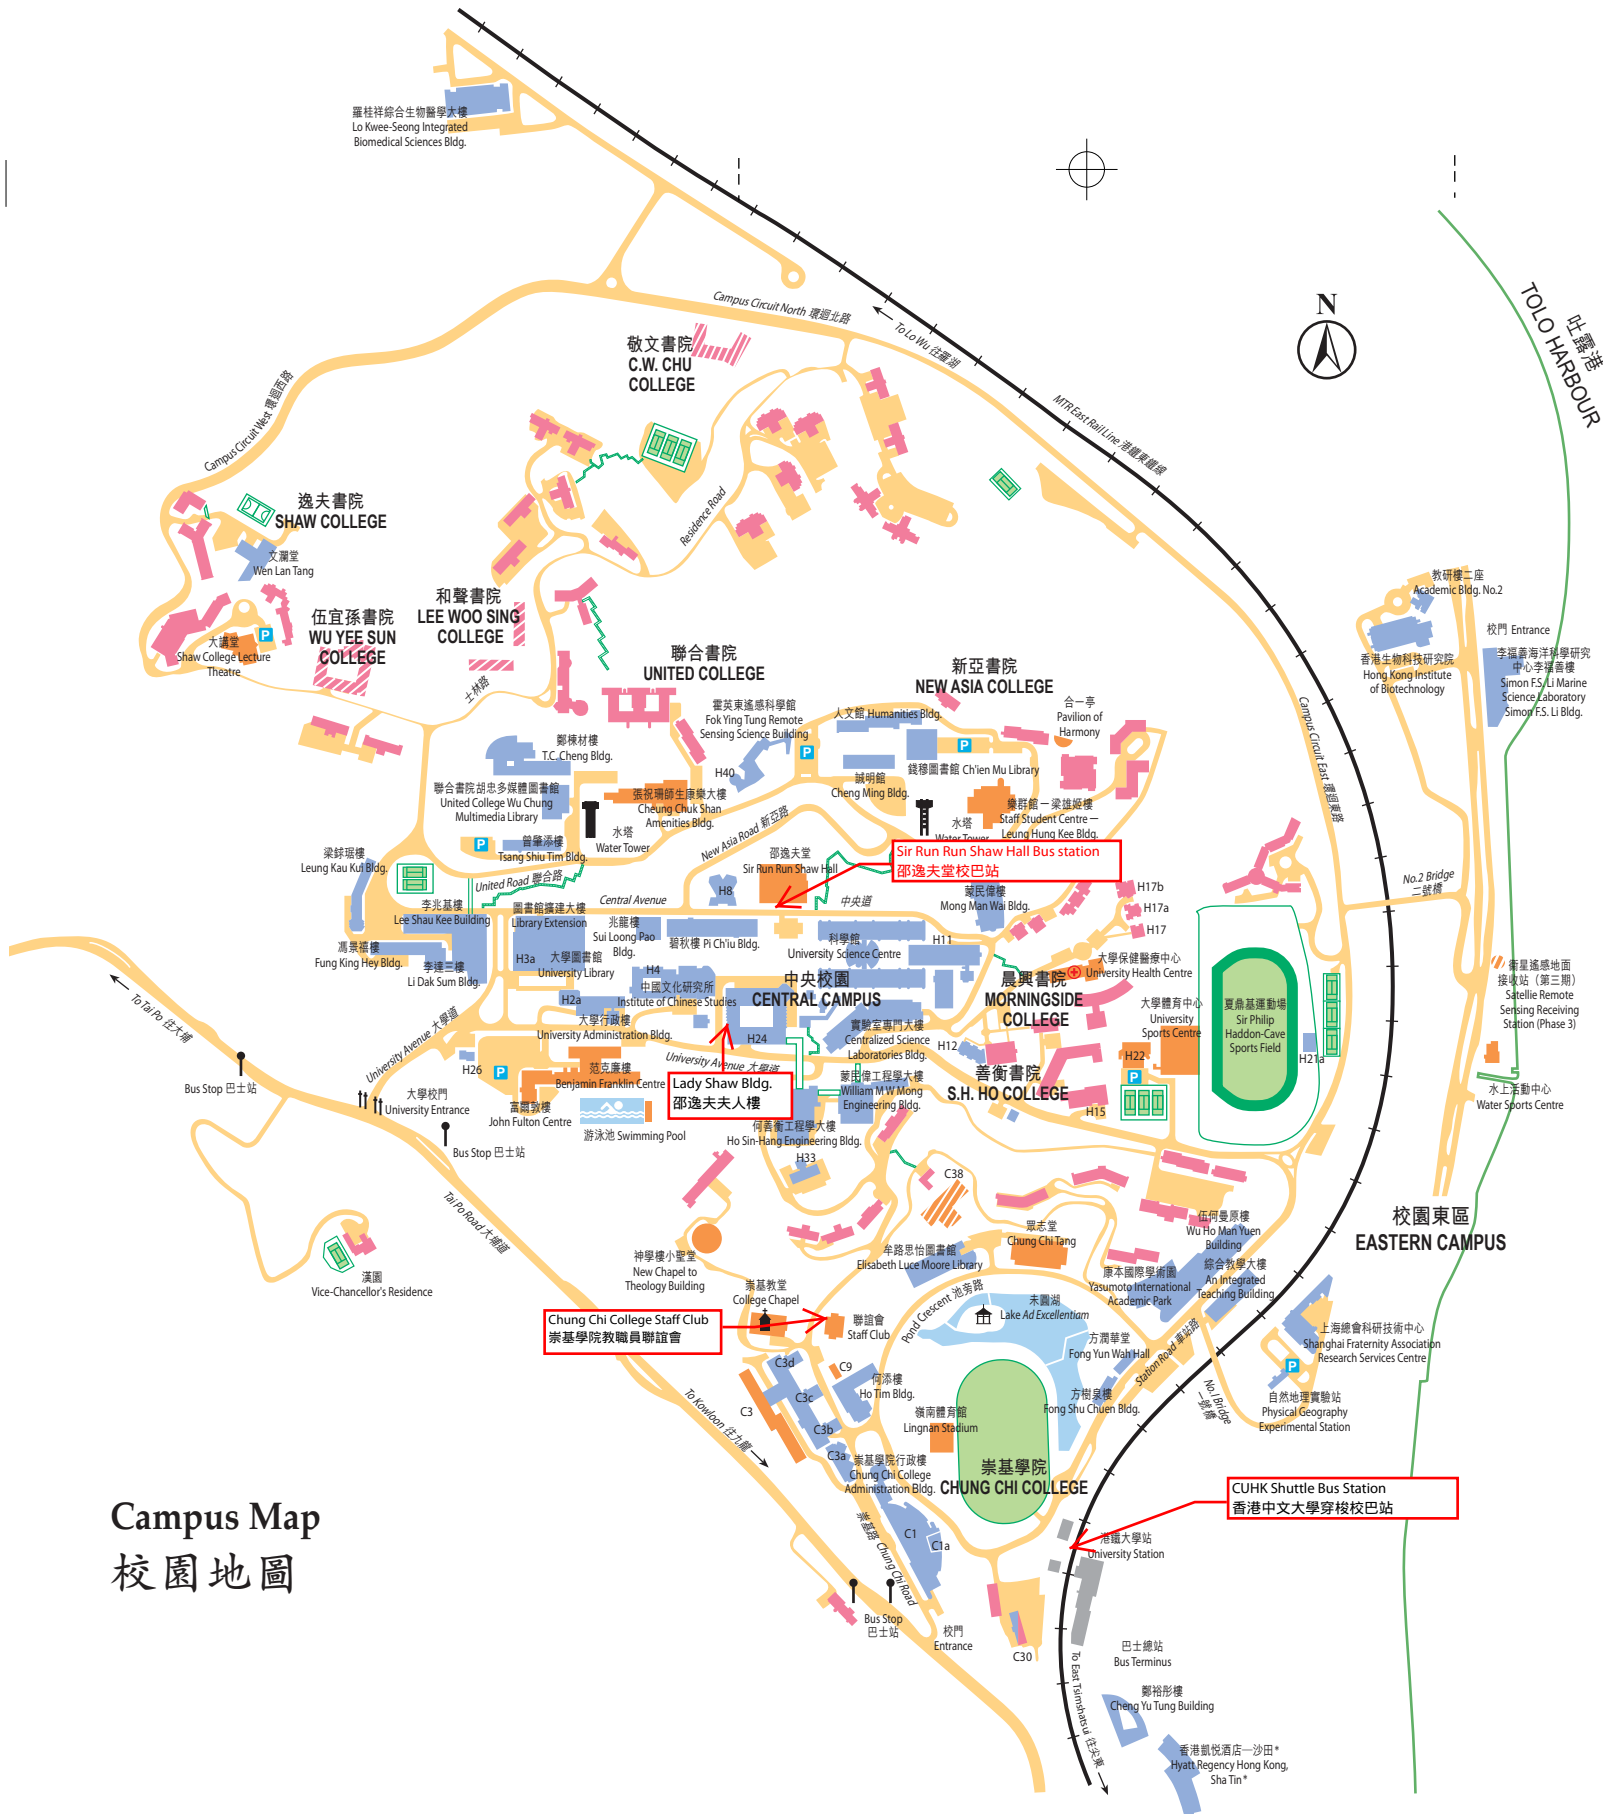 羅桂祥綜合生物醫學大樓
Lo Kwee-Seong Integrated
Biomedical Sciences Bldg.
N
吐露港
TOLO HARBOUR
Campus Circuit North 環迴北路
To Lo Wu 往羅湖
敬文書院
C.W. CHU
COLLEGE
MTR East Rail Line 港鐵東鐵線
Campus Circuit West 環迴西路
逸夫書院
SHAW COLLEGE
文瀾堂
Wen Lan Tang
Residence Road
和聲書院
LEE WOO SING
COLLEGE
伍宜孫書院
WU YEE SUN
COLLEGE
P
大講堂
Shaw College Lecture
Theatre
士林路
聯合書院
UNITED COLLEGE
新亞書院
NEW ASIA COLLEGE
教研樓二座
Academic Bldg. No.2
校門 Entrance
香港生物科技研究院
Hong Kong Institute
of Biotechnology
李福善海洋科學研究
中心李福善樓
Simon F.S. Li Marine
Science Laboratory
Simon F.S. Li Bldg.
Campus Circuit East 環迴東路
霍英東遙感科學館
Fok Ying Tung Remote
Sensing Science Building
人文館 Humanities Bldg.
合一亭
Pavilion of
Harmony
鄭棟材樓
T.C. Cheng Bldg.
H40
P
P
錢穆圖書館 Ch'ien Mu Library
誠明館
Cheng Ming Bldg.
聯合書院胡忠多媒體圖書館
United College Wu Chung
Multimedia Library
張祝珊師生康樂大樓
Cheung Chuk Shan
Amenities Bldg.
樂群館－梁雄姬樓
Staff Student Centre －
Leung Hung Kee Bldg.
水塔
Water Tower
水塔
Water Tower
New Asia Road 新亞路
P
曾肇添樓
Tsang Shiu Tim Bldg.
梁銶琚樓
Leung Kau Kui Bldg.
United Road 聯合路
邵逸夫堂
Sir Run Run Shaw Hall
Sir Run Run Shaw Hall Bus station
邵逸夫堂校巴站
H8
Central Avenue
中央道
蒙民偉樓
Mong Man Wai Bldg.
H17b
H17a
H17
No.2 Bridge
二號橋
李兆基樓
Lee Shau Kee Building
圖書館擴建大樓
Library Extension
兆龍樓
Sui Loong Pao
Bldg.
碧秋樓 Pi Ch'iu Bldg.
科學館
University Science Centre
H11
馮景禧樓
Fung King Hey Bldg.
李達三樓
Li Dak Sum Bldg.
H3a
大學圖書館
University Library
H4
中國文化研究所
Institute of Chinese Studies
中央校園
CENTRAL CAMPUS
大學保健醫療中心
University Health Centre
晨興書院
MORNINGSIDE
COLLEGE
衞星遙感地面
接收站（第三期）
Satellie Remote
Sensing Receiving
Station (Phase 3)
To Tai Po 往大埔
H2a
大學行政樓
University Administration Bldg.
H24
實驗室專門大樓
Centralized Science
Laboratories Bldg.
H12
大學體育中心
University
Sports Centre
夏鼎基運動場
Sir Philip
Haddon-Cave
Sports Field
H22
H21a
University Avenue 大學道
H26
P
范克廉樓
Benjamin Franklin Centre
University Avenue 大學道
Lady Shaw Bldg.
邵逸夫夫人樓
蒙民偉工程學大樓
William M W Mong
Engineering Bldg.
善衡書院
S.H. HO COLLEGE
P
H15
水上活動中心
Water Sports Centre
Bus Stop 巴士站
大學校門
University Entrance
富爾敦樓
John Fulton Centre
游泳池 Swimming Pool
何善衡工程學大樓
Ho Sin-Hang Engineering Bldg.
Bus Stop 巴士站
H33
C38
Tai Po Road 大埔道
漢園
Vice-Chancellor's Residence
神學樓小聖堂
New Chapel to
Theology Building
牟路思怡圖書館
Elisabeth Luce Moore Library
眾志堂
Chung Chi Tang
伍何曼原樓
Wu Ho Man Yuen
Building
校園東區
EASTERN CAMPUS
康本國際學術園
Yasumoto International
Academic Park
綜合教學大樓
An Integrated
Teaching Building
崇基教堂
College Chapel
Chung Chi College Staff Club
崇基學院教職員聯誼會
聯誼會
Staff Club
Pond Crescent 池旁路
未圓湖
Lake Ad Excellentiam
方潤華堂
Fong Yun Wah Hall
Station Road 車站路
上海總會科研技術中心
Shanghai Fraternity Association
Research Services Centre
P
C3d
C9
C3
C3c
何添樓
Ho Tim Bldg.
方樹泉樓
Fong Shu Chuen Bldg.
No.1 Bridge
一號橋
自然地理實驗站
Physical Geography
Experimental Station
C3b
嶺南體育館
Lingnan Stadium
To Kowloon 往九龍
C3a
崇基學院行政樓
Chung Chi College
Administration Bldg.
崇基學院
CHUNG CHI COLLEGE
CUHK Shuttle Bus Station
香港中文大學穿梭校巴站
Campus Map
校園地圖
C1
C1a
崇基路 Chung Chi Road
港鐵大學站
University Station
Bus Stop
巴士站
校門
Entrance
C30
巴士總站
Bus Terminus
To East Tsimshatsui 往尖東
鄭裕彤樓
Cheng Yu Tung Building
香港凱悅酒店—沙田*
Hyatt Regency Hong Kong,
Sha Tin*